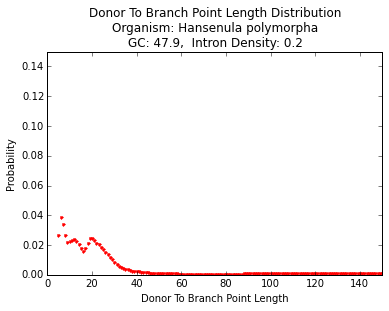 Donor To Branch Point Length Distribution
Organism: Hansenula polymorpha
GC: 47.9,  Intron Density: 0.2
0.14
0.12
0.10
0.08
0.06
0.04
0.02
0.00
Probability
0 20 40 60 80 100 120 140
Donor To Branch Point Length